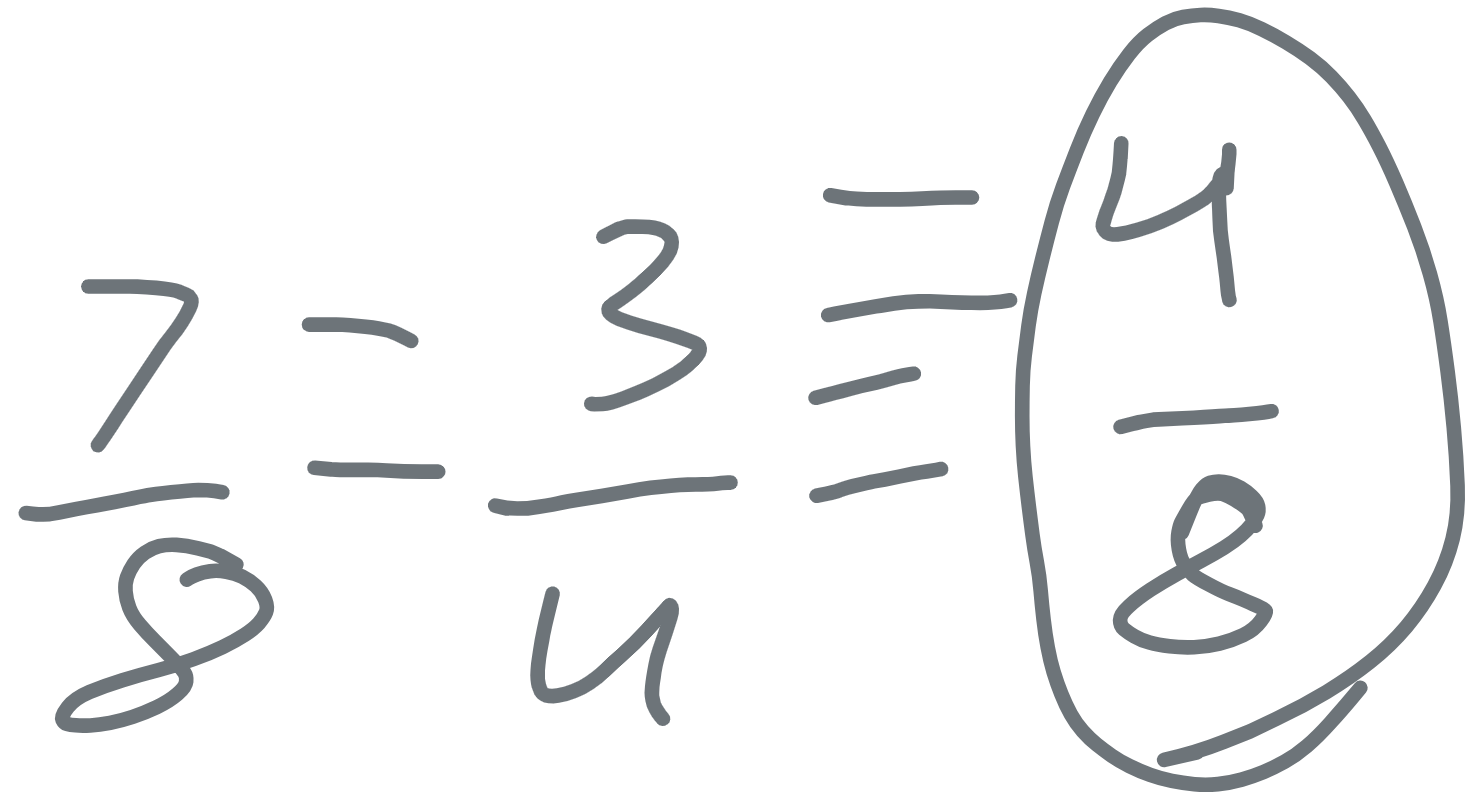 7/8 - - 3/4 = = 4/8